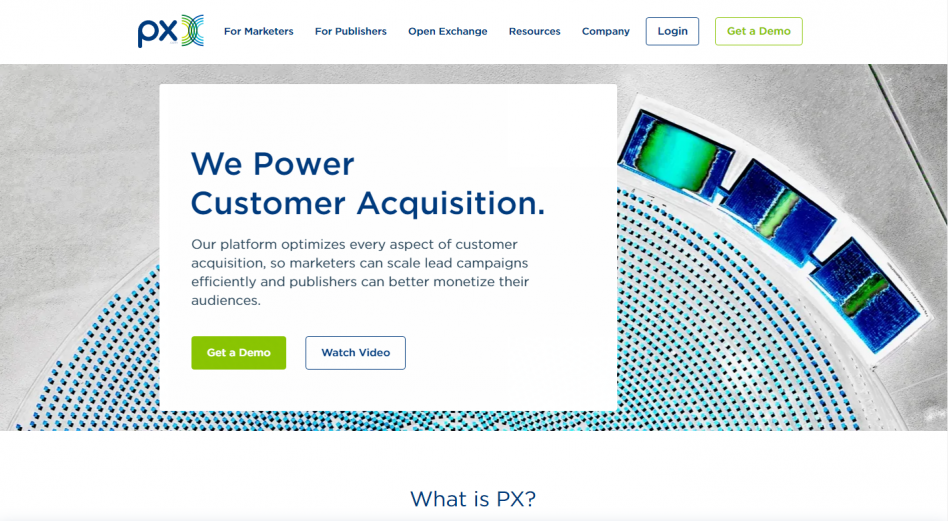 px
For Marketers
For Publishers
Open Exchange
Resources
Company
Login
Get a Demo
We Power
Customer Acquisition.
Our platform optimizes every aspect of customer
acquisition, so marketers can scale lead campaigns
efficiently and publishers can better monetize their
audiences.
Get a Demo
Watch Video
What is PX?